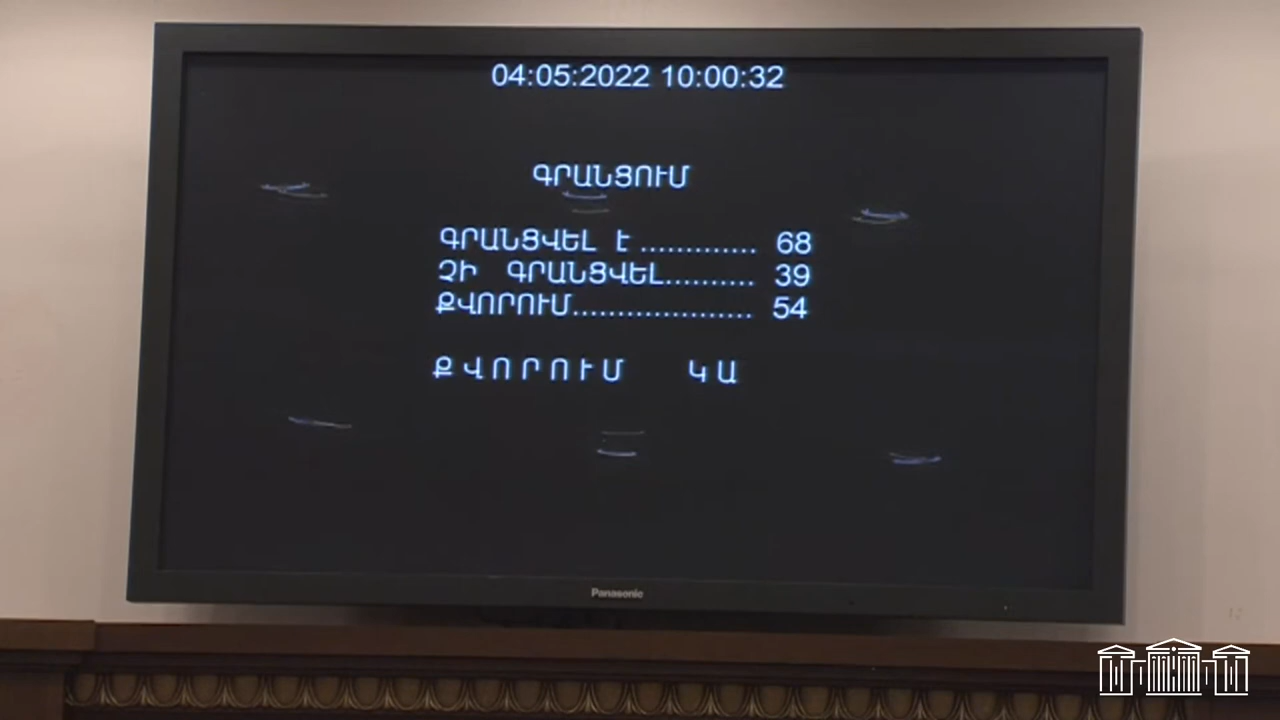 04:05:2022 10:00:32
ԳՐԱՆՑՈՒՄ
ԳՐԱՆՑՎԵԼ Է ............. 68
ՉԻ ԳՐԱՆՑՎԵԼ.......... 39
ՔՎՈՐՈՒՄ.................... 54
ՔՎՈՐՈՒՄ ԿԱ
Panasonic